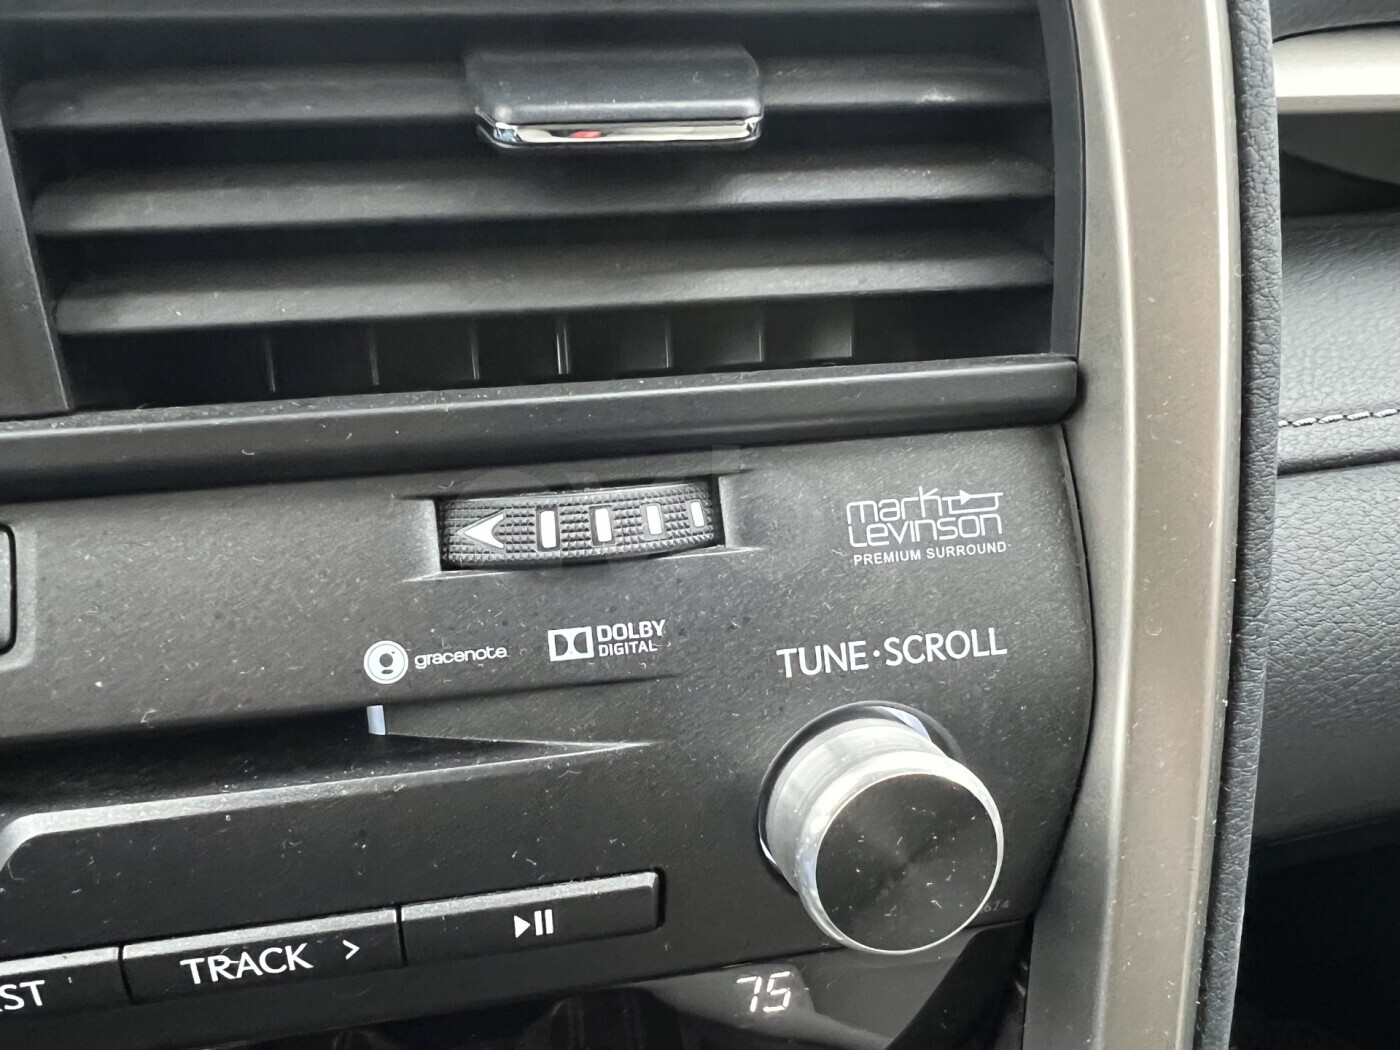 mark
Levinson
PREMIUM SURROUND
gracenote
DOLBY
DIGITAL
TUNE·SCROLL
TRACK >
75